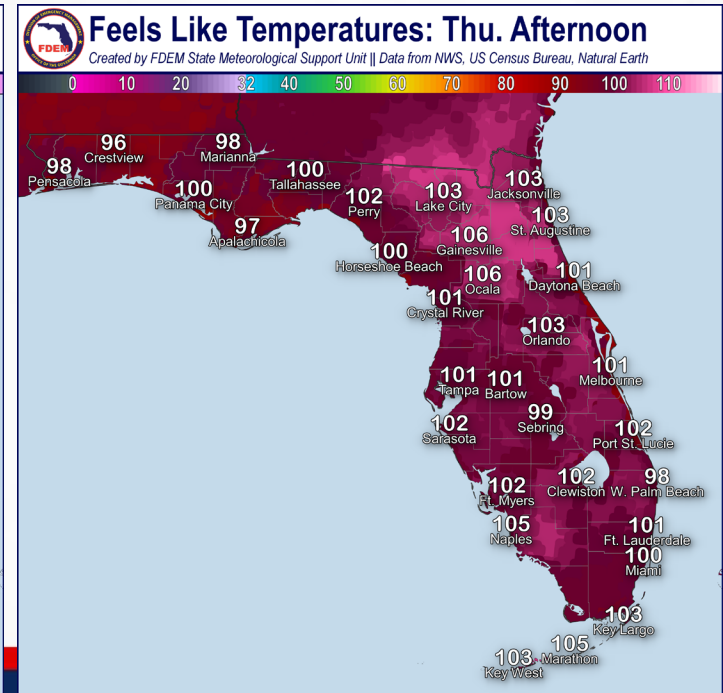 Feels Like Temperatures: Thu. Afternoon
FDEM
Created by FDEM State Meteorological Support Unit || Data from NWS, US Census Bureau, Natural Earth
0 10 20 32 40 50 60 70 80 90 100 110
96
Crestview
98
Marianna
98
Pensacola
100
Tallahassee
100
Panama City
102
Perry
103
Lake City
103
Jacksonville
97
Apalachicola
103
St. Augustine
106
Gainesville
100
Horseshoe Beach
106
Ocala
101
Daytona Beach
101
Crystal River
103
Orlando
101
Tampa
101
Bartow
101
Melbourne
99
Sebring
102
Sarasota
102
Port St. Lucie
102
Ft. Myers
102
Clewiston
98
W. Palm Beach
105
Naples
101
Ft. Lauderdale
100
Miami
103
Key Largo
105
Marathon
103
Key West